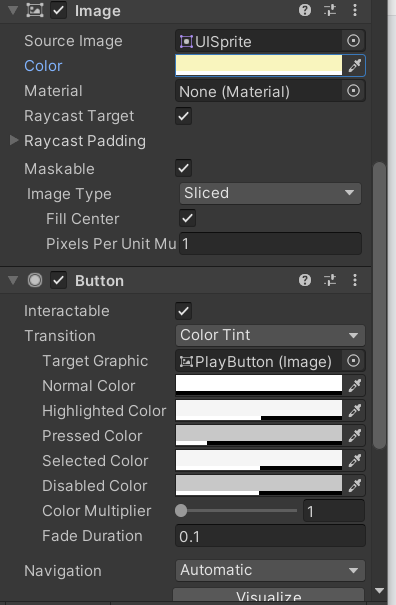 Image
Source Image UISprite
Color
Material None (Material)
Raycast Target
Raycast Padding
Maskable
Image Type Sliced
Fill Center
Pixels Per Unit Mu 1
Button
Interactable
Transition Color Tint
Target Graphic PlayButton (Image)
Normal Color
Highlighted Color
Pressed Color
Selected Color
Disabled Color
Color Multiplier 1
Fade Duration 0.1
Navigation Automatic
Visualize